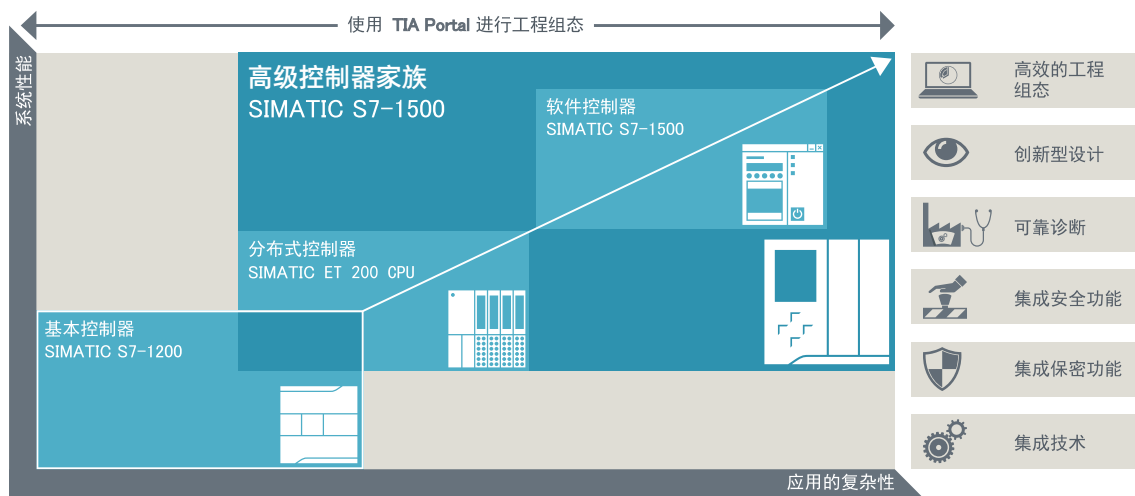 使用 TIA Portal 进行工程组态
系统性能
高级控制器家族
SIMATIC S7-1500
软件控制器
SIMATIC S7-1500
分布式控制器
SIMATIC ET 200 CPU
基本控制器
SIMATIC S7-1200
应用的复杂性
高效的工程
组态
创新型设计
可靠诊断
集成安全功能
集成保密功能
集成技术